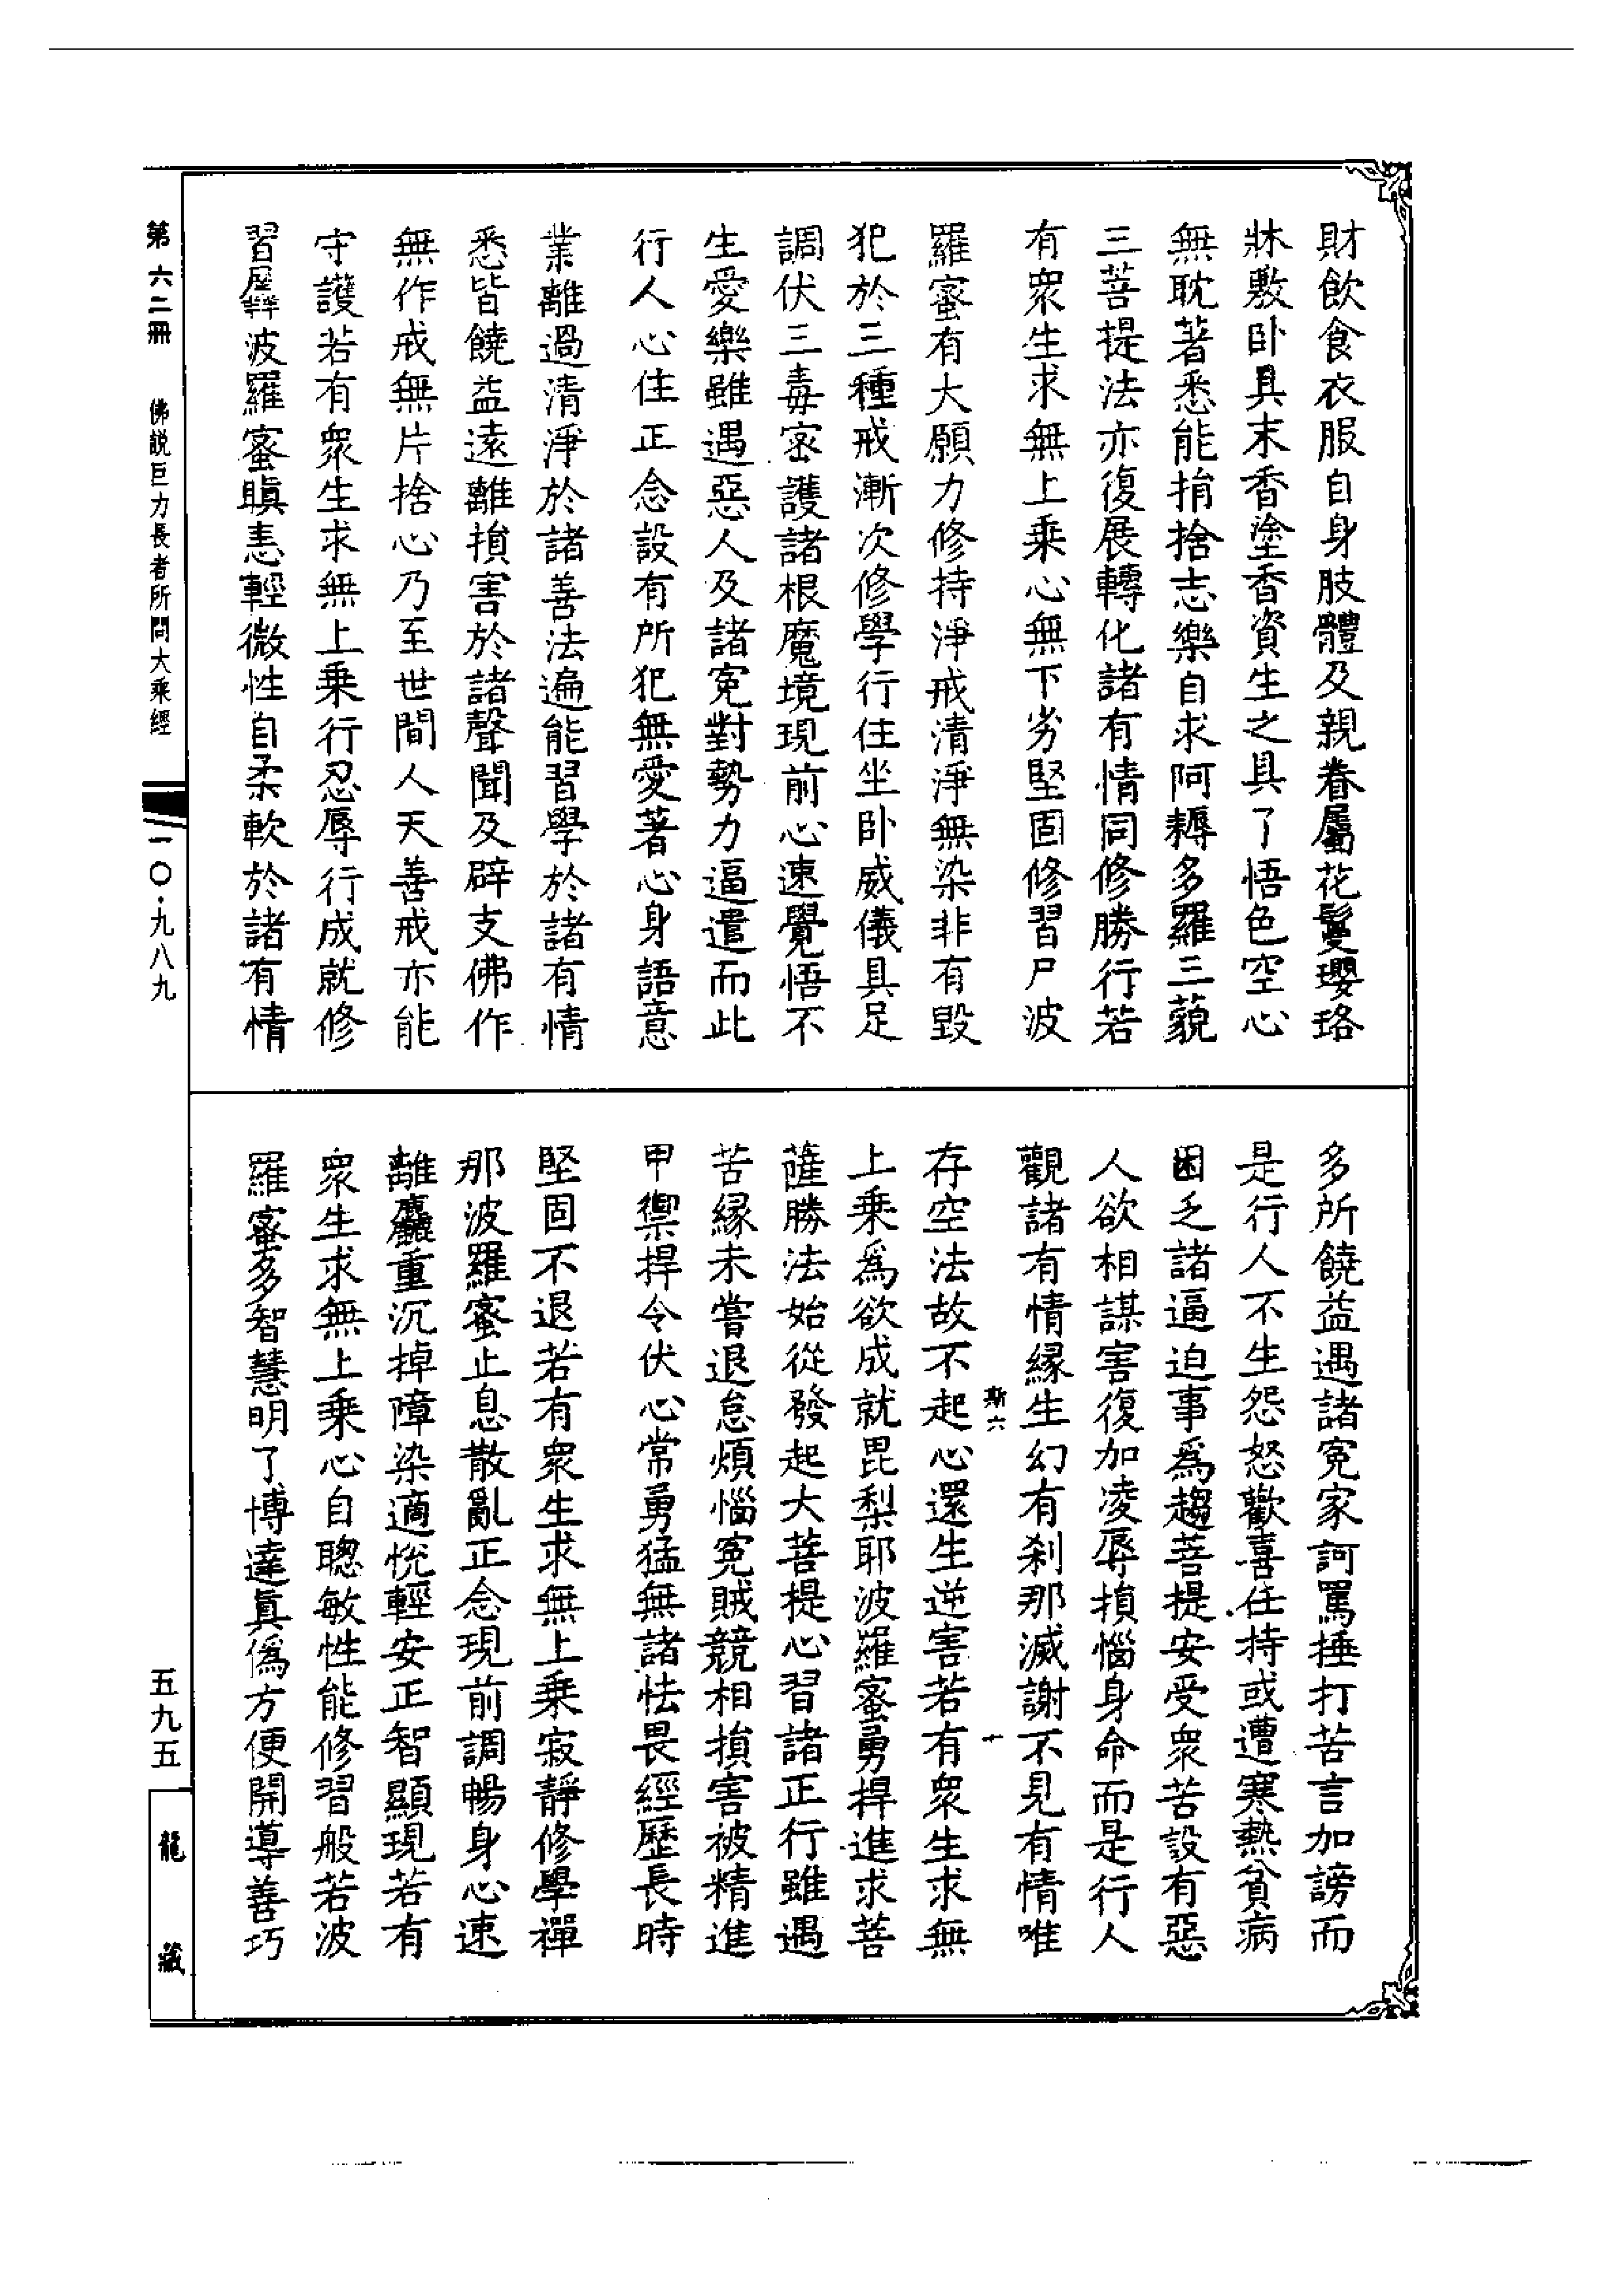 財飲食衣服自身肢體及親眷屬花鬘瓔珞
牀敷卧具末香塗香資生之具了悟色空心
無耽著悉能捐捨志樂自求阿耨多羅三藐
三菩提法亦復展轉化諸有情同修勝行若
有衆生求無上乘心無下劣堅固修習尸波
羅蜜有大願力修持淨戒清淨無染非有毀
犯於三種戒漸次修學行住坐卧威儀具足
調伏三毒密護諸根魔境現前心速覺悟不
生愛樂雖遇惡人及諸寃對勢力逼遣而此
行人心住正念設有所犯無愛著心身語意
業離過清淨於諸善法遍能習學於諸有情
悉皆饒益遠離損害於諸聲聞及辟支佛作
無作戒無片捨心乃至世間人天善戒亦能
守護若有衆生求無上乘行忍辱行成就修
習羼波羅蜜瞋恚輕微性自柔軟於諸有情
多所饒益遇諸寃家訶罵捶打苦言加謗而
是行人不生怨怒歡喜任持或遭寒熱貧病
困乏諸逼迫事爲趨菩提安受衆苦設有惡
人欲相謀害復加凌辱損惱身命而是行人
觀諸有情緣生幻有刹那滅謝不見有情唯
斯六
十
存空法故不起心還生逆害若有衆生求無
上乘爲欲成就毘梨耶波羅蜜勇捍進求菩
薩勝法始從發起大菩提心習諸正行雖遇
苦緣未嘗退怠煩惱寃賊競相損害被精進
甲禦捍令伏心常勇猛無諸怯畏經歷長時
堅固不退若有衆生求無上乘寂靜修學禪
那波羅蜜止息散亂正念現前調暢身心速
離麤重沉掉障染適悅輕安正智顯現若有
衆生求無上乘心自聰敏性能修習般若波
羅蜜多智慧明了博達眞僞方便開導善巧
第六二冊 佛説巨力長者所問大乘經
一〇·九八九
五九五
龍藏